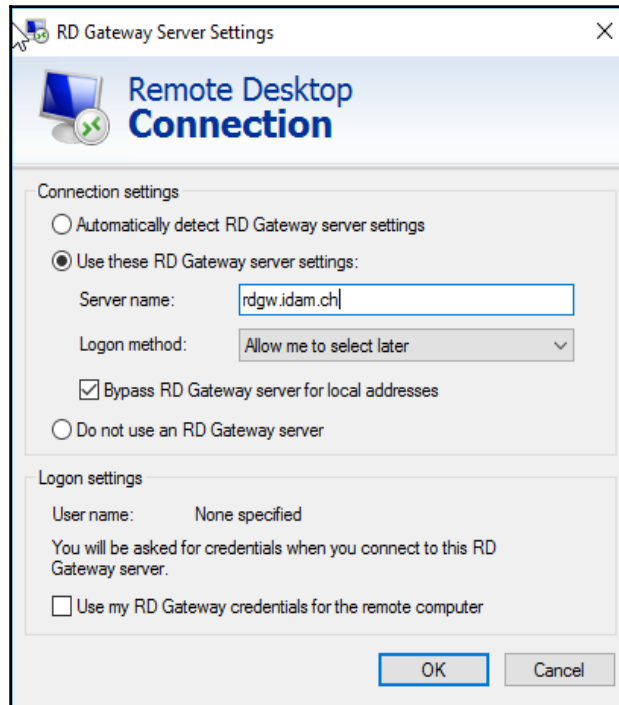 RD Gateway Server Settings
Remote Desktop
Connection
Connection settings
Automatically detect RD Gateway server settings
Use these RD Gateway server settings:
Server name: rdgw.idam.ch
Logon method: Allow me to select later
Bypass RD Gateway server for local addresses
Do not use an RD Gateway server
Logon settings
User name: None specified
You will be asked for credentials when you connect to this RD
Gateway server.
Use my RD Gateway credentials for the remote computer
OK Cancel